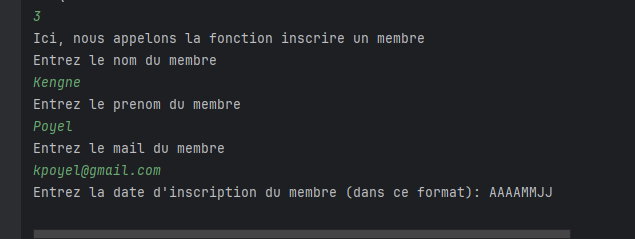 3
Ici, nous appelons la fonction inscrire un membre
Entrez le nom du membre
Kengne
Entrez le prenom du membre
Poyel
Entrez le mail du membre
kpoyel@gmail.com
Entrez la date d'inscription du membre (dans ce format): AAAAMMJJ